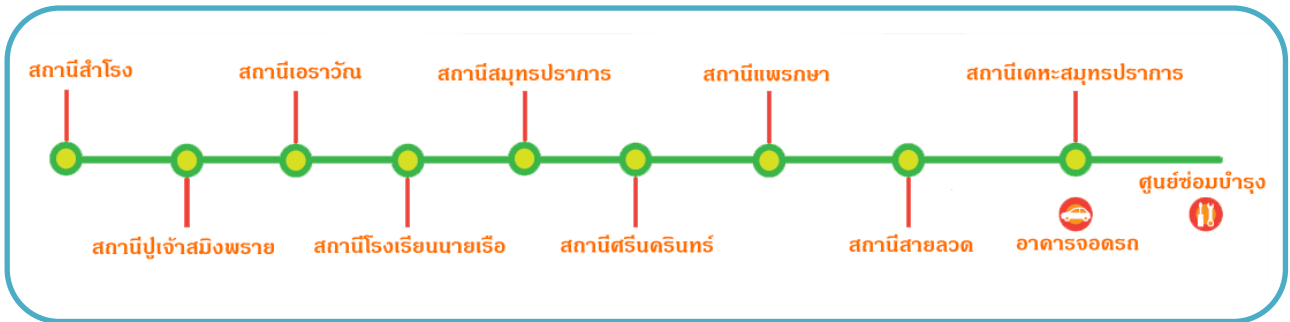 สถานีสำโรง
สถานีเอราวัณ
สถานีสมุทรปราการ
สถานีแพรกษา
สถานีเคหะสมุทรปราการ
ศูนย์ซ่อมบำรุง
สถานีปู่เจ้าสมิงพราย
สถานีโรงเรียนนายเรือ
สถานีศรีนครินทร์
สถานีสายลวด
อาคารจอดรถ